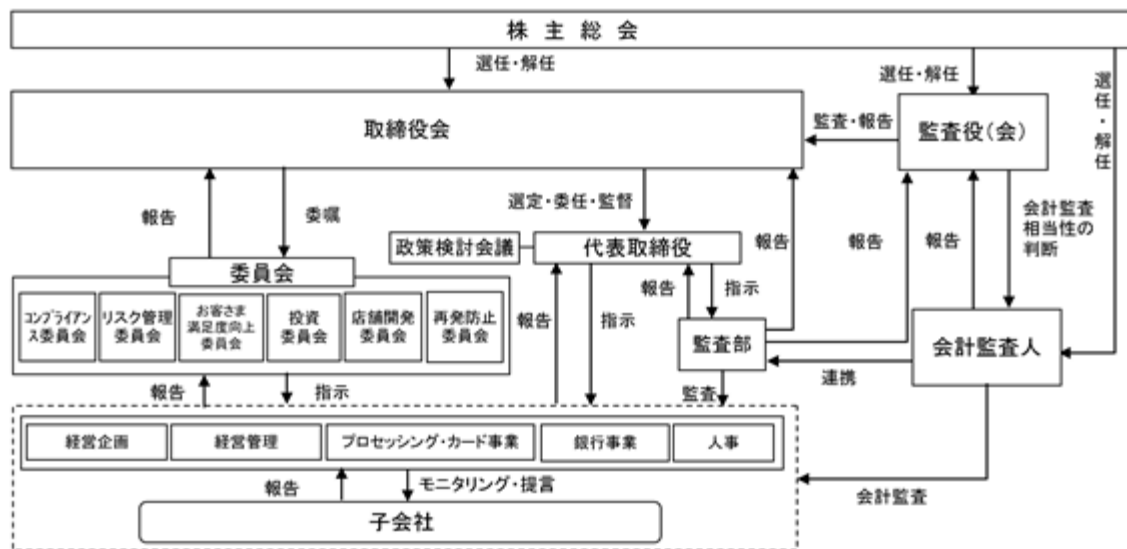 株主総会
選任・解任
選任・解任
選任・解任
取締役会
監査・報告
監査役(会)
報告
委嘱
選定・委任・監督
報告
報告
報告
会計監査
相当性の
判断
政策検討会議
代表取締役
委員会
報告
指示
コンプライアン
ス委員会
リスク管理
委員会
お客さま
満足度向上
委員会
投資
委員会
店舗開発
委員会
再発防止
委員会
報告
指示
監査部
会計監査人
連携
報告
指示
監査
経営企画
経営管理
プロセッシング・カード事業
銀行事業
人事
報告
モニタリング・提言
会計監査
子会社